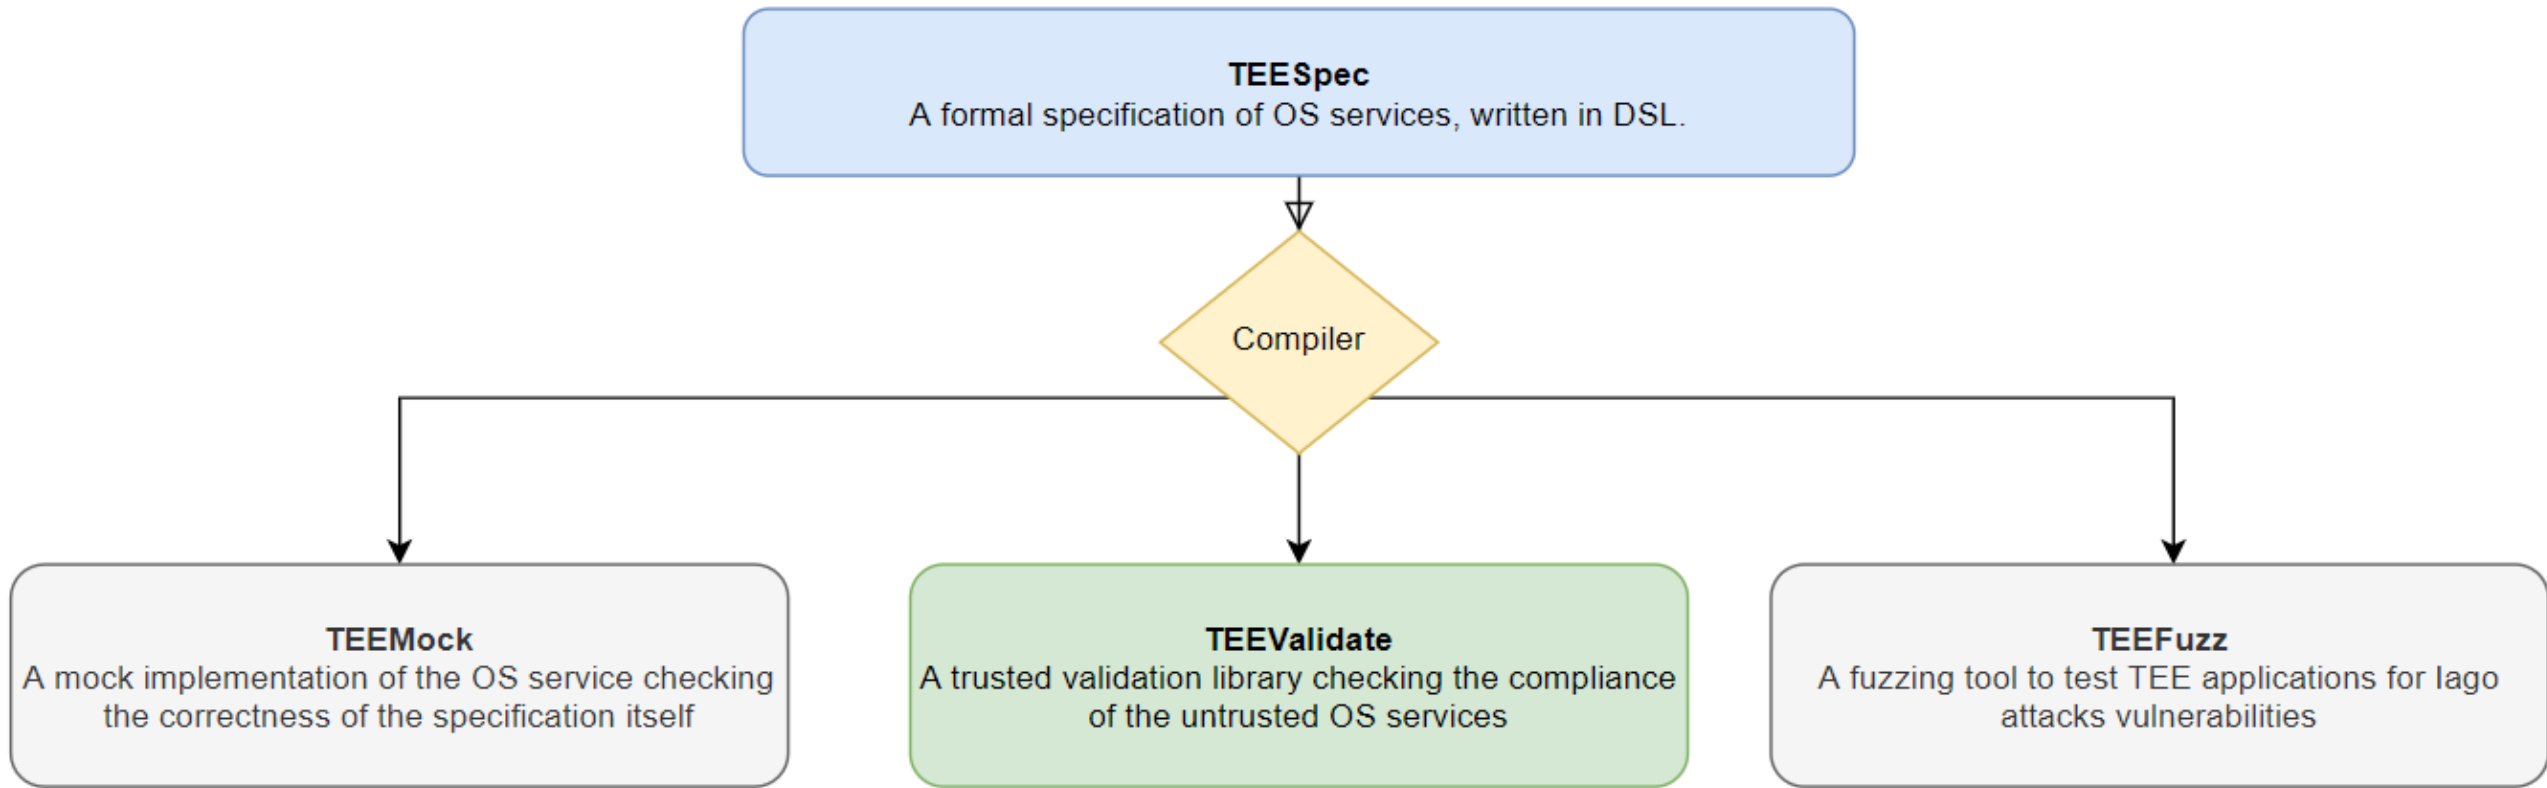 TEESpec
A formal specification of OS services, written in DSL.
Compiler
TEEMock
A mock implementation of the OS service checking
the correctness of the specification itself
TEEValidate
A trusted validation library checking the compliance
of the untrusted OS services
TEEFuzz
A fuzzing tool to test TEE applications for Iago
attacks vulnerabilities